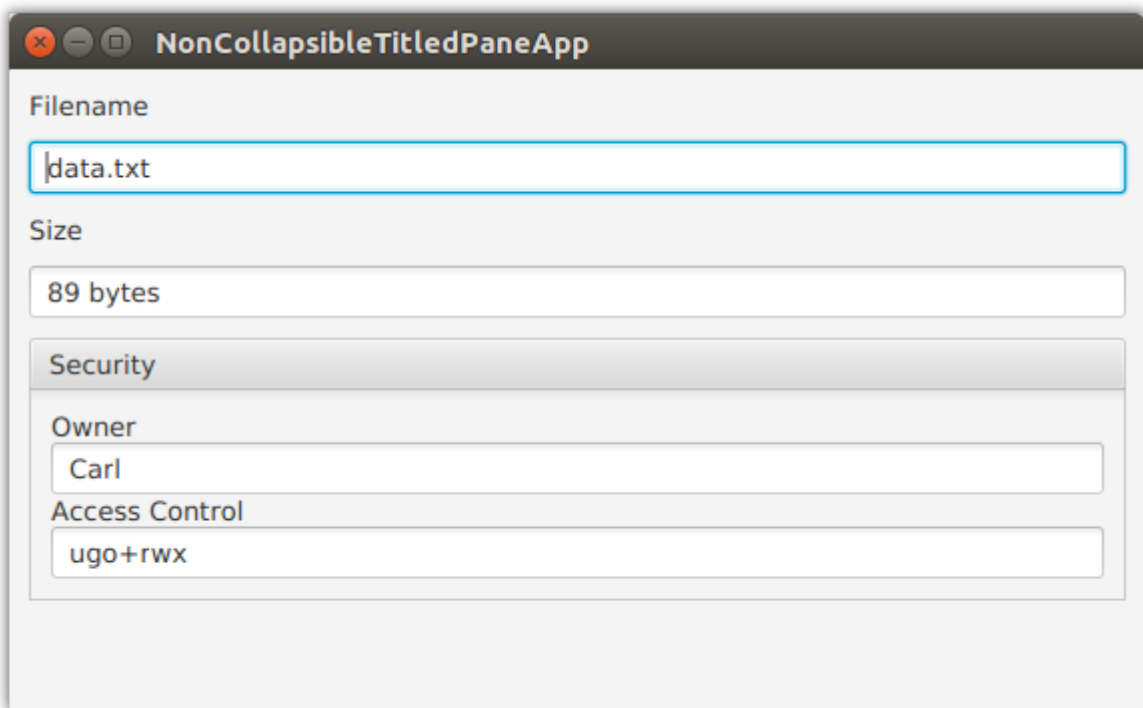 NonCollapsibleTitledPaneApp
Filename
data.txt
Size
89 bytes
Security
Owner
Carl
Access Control
ugo+rwx